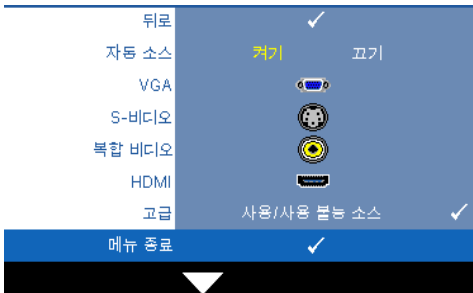 뒤로
자동 소스 켜기 끄기
VGA
S-비디오
복합 비디오
HDMI
고급 사용/사용 불능 소스
메뉴 종료